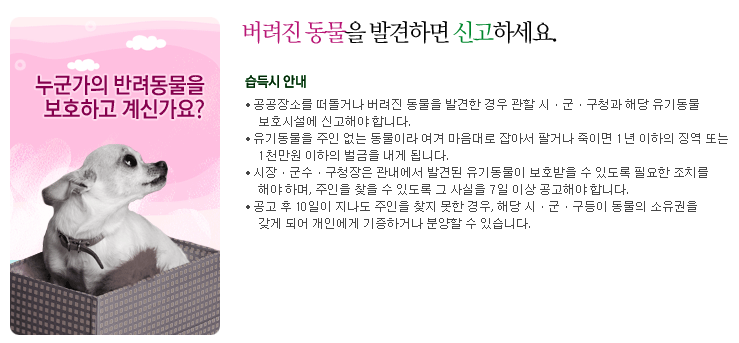 버려진 동물을 발견하면 신고하세요.
누군가의 반려동물을
보호하고 계신가요?
습득시 안내
• 공공장소를 떠돌거나 버려진 동물을 발견한 경우 관할 시 · 군 · 구청과 해당 유기동물
보호시설에 신고해야 합니다.
• 유기동물을 주인 없는 동물이라 여겨 마음대로 잡아서 팔거나 죽이면 1년 이하의 징역 또는
1천만원 이하의 벌금을 내게 됩니다.
• 시장 · 군수 · 구청장은 관내에서 발견된 유기동물이 보호받을 수 있도록 필요한 조치를
해야 하며, 주인을 찾을 수 있도록 그 사실을 7일 이상 공고해야 합니다.
• 공고 후 10일이 지나도 주인을 찾지 못한 경우, 해당 시 · 군 · 구등이 동물의 소유권을
갖게 되어 개인에게 기증하거나 분양할 수 있습니다.